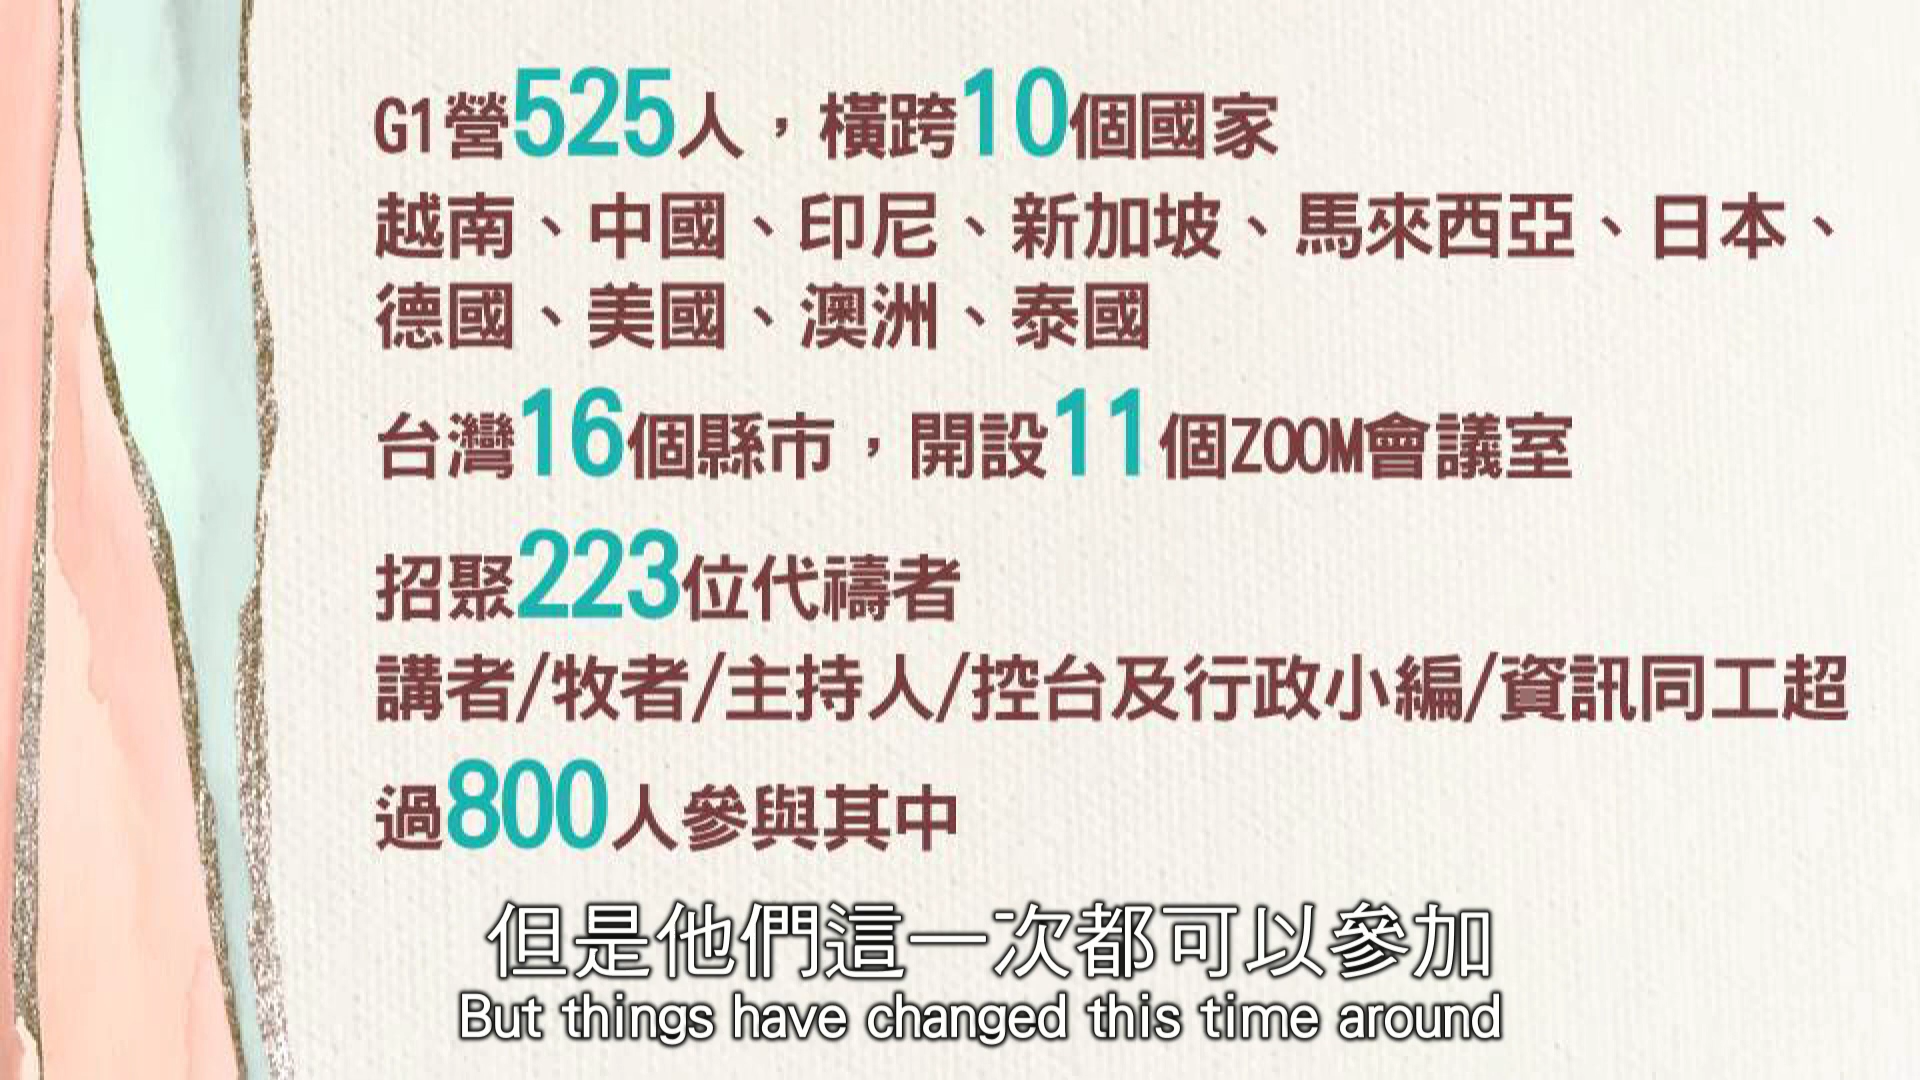 G1營525人，橫跨10個國家
越南、中國、印尼、新加坡、馬來西亞、日本、
德國、美國、澳洲、泰國
台灣16個縣市，開設11個ZOOM會議室
招聚223位代禱者
講者/牧者/主持人/控台及行政小編/資訊同工超
過800人參與其中
但是他們這一次都可以參加
But things have changed this time around